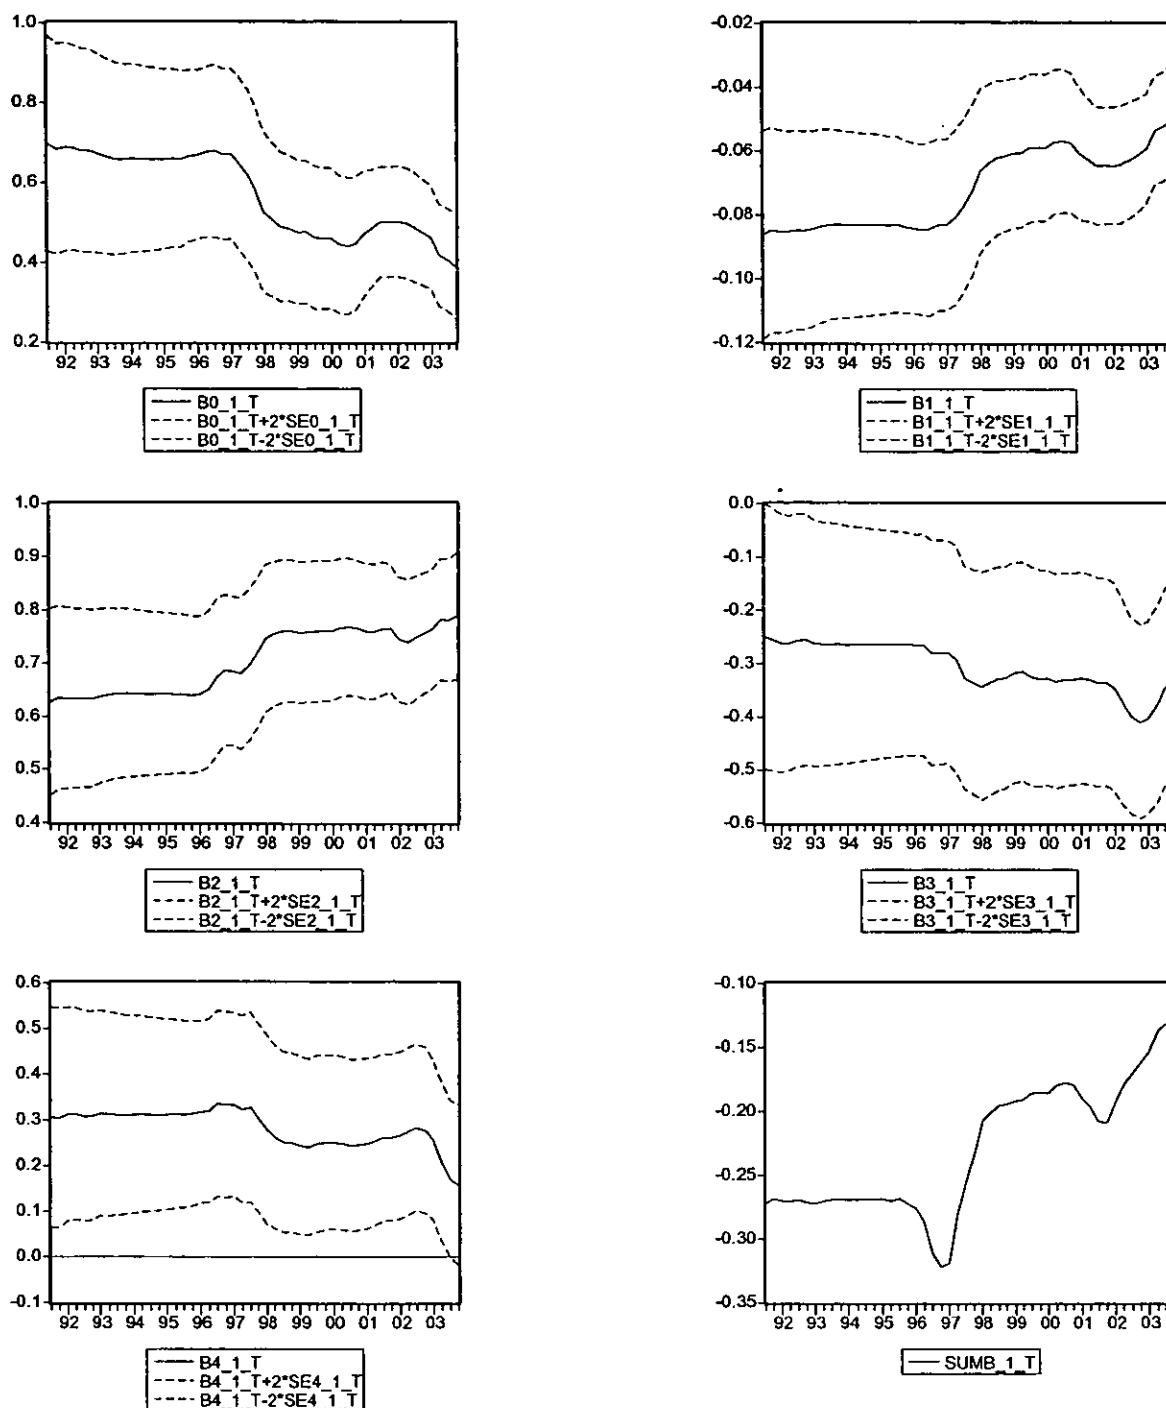 1.0
0.8
0.6
0.4
0.2
92 93 94 95 96 97 98 99 00 01 02 03
B0_1_T
B0_1_T+2*SE0_1_T
B0_1_T-2*SE0_1_T
-0.02
-0.04
-0.06
-0.08
-0.10
-0.12
92 93 94 95 96 97 98 99 00 01 02 03
B1_1_T
B1_1_T+2*SE1_1_T
B1_1_T-2*SE1_1_T
1.0
0.9
0.8
0.7
0.6
0.5
0.4
92 93 94 95 96 97 98 99 00 01 02 03
B2_1_T
B2_1_T+2*SE2_1_T
B2_1_T-2*SE2_1_T
0.0
-0.1
-0.2
-0.3
-0.4
-0.5
-0.6
92 93 94 95 96 97 98 99 00 01 02 03
B3_1_T
B3_1_T+2*SE3_1_T
B3_1_T-2*SE3_1_T
0.6
0.5
0.4
0.3
0.2
0.1
0.0
-0.1
92 93 94 95 96 97 98 99 00 01 02 03
B4_1_T
B4_1_T+2*SE4_1_T
B4_1_T-2*SE4_1_T
-0.10
-0.15
-0.20
-0.25
-0.30
-0.35
92 93 94 95 96 97 98 99 00 01 02 03
SUMB_1_T